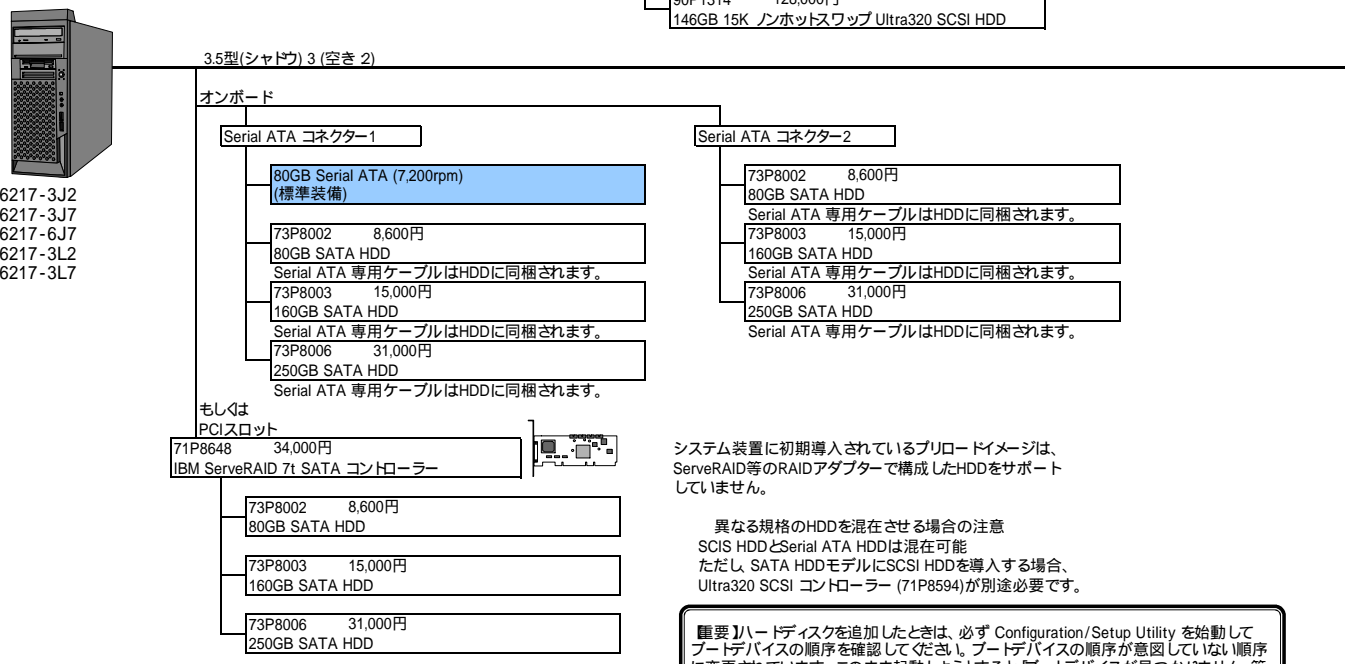 90P1314 128,000円
146GB 15K ノンホットスワップ Ultra320 SCSI HDD
3.5型(シャドウ) 3 (空き 2)
オンボード
Serial ATA コネクター1
80GB Serial ATA (7,200rpm)
(標準装備)
73P8002 8,600円
80GB SATA HDD
Serial ATA 専用ケーブルはHDDに同梱されます。
73P8003 15,000円
160GB SATA HDD
Serial ATA 専用ケーブルはHDDに同梱されます。
73P8006 31,000円
250GB SATA HDD
Serial ATA 専用ケーブルはHDDに同梱されます。
Serial ATA コネクター2
73P8002 8,600円
80GB SATA HDD
Serial ATA 専用ケーブルはHDDに同梱されます。
73P8003 15,000円
160GB SATA HDD
Serial ATA 専用ケーブルはHDDに同梱されます。
73P8006 31,000円
250GB SATA HDD
Serial ATA 専用ケーブルはHDDに同梱されます。
6217-3J2
6217-3J7
6217-6J7
6217-3L2
6217-3L7
もしくは
PCIスロット
71P8648 34,000円
IBM ServeRAID 7t SATA コントローラー
73P8002 8,600円
80GB SATA HDD
73P8003 15,000円
160GB SATA HDD
73P8006 31,000円
250GB SATA HDD
システム装置に初期導入されているプリロードイメージは、
ServeRAID等のRAIDアダプターで構成したHDDをサポート
していません。
異なる規格のHDDを混在させる場合の注意
SCIS HDDとSerial ATA HDDは混在可能
ただし、SATA HDDモデルにSCSI HDDを導入する場合、
Ultra320 SCSI コントローラー (71P8594)が別途必要です。
【重要】ハードディスクを追加したときは、必ず Configuration/Setup Utility を始動して
ブートデバイスの順序を確認してください。ブートデバイスの順序が意図していない順序